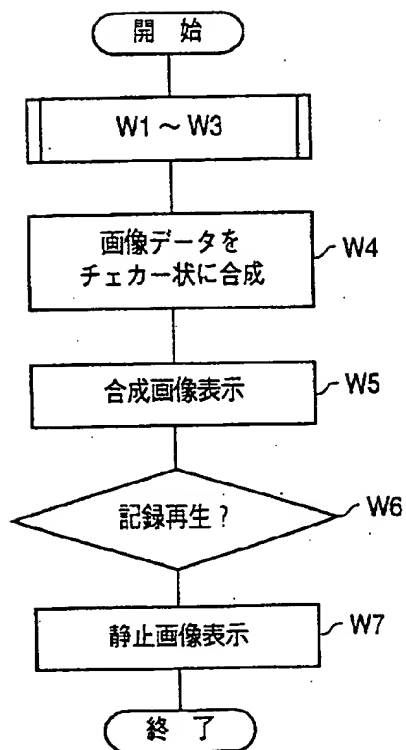 開 始
W1 ～ W3
画像データを
チェカー状に合成
W4
合成画像表示
W5
記録再生？
W6
静止画像表示
W7
終 了